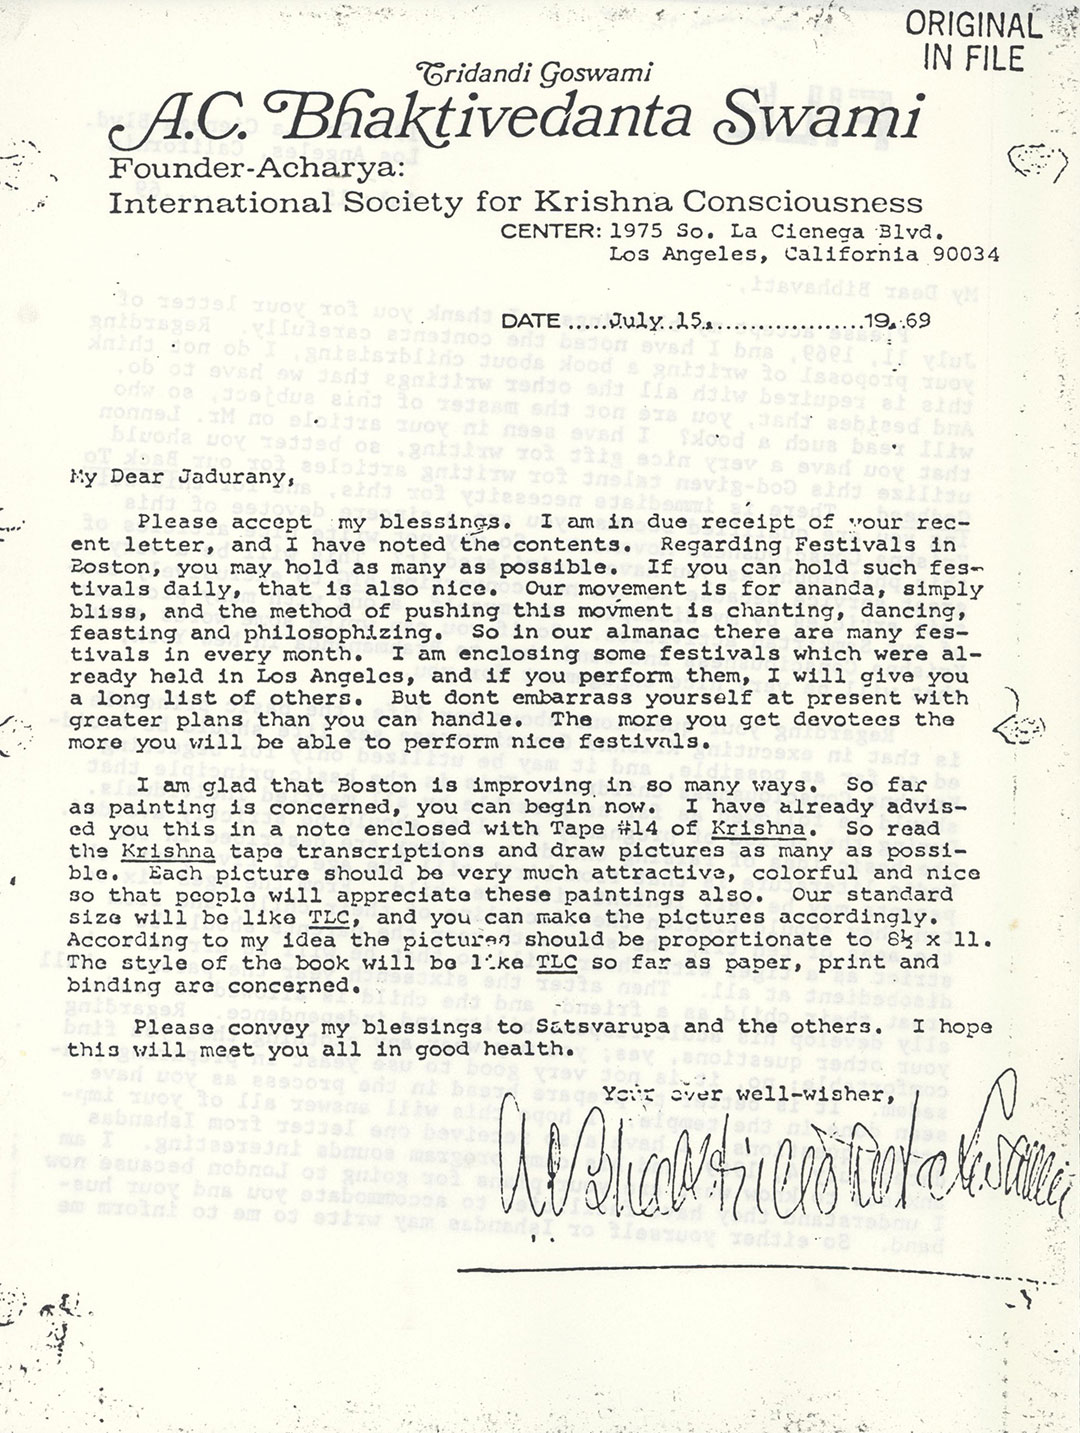 ORIGINAL
IN FILE
Tridandi Goswami
A.C. Bhaktivedanta Swami
Founder-Acharya:
International Society for Krishna Consciousness
CENTER: 1975 So. La Cienega Blvd.
Los Angeles, California 90034
DATE .....July 15,...................19..69
My Dear Jadurany,
Please accept my blessings. I am in due receipt of your rec-
ent letter, and I have noted the contents. Regarding Festivals in
Boston, you may hold as many as possible. If you can hold such fes-
tivals daily, that is also nice. Our movement is for ananda, simply
bliss, and the method of pushing this movment is chanting, dancing,
feasting and philosophizing. So in our almanac there are many fes-
tivals in every month. I am enclosing some festivals which were al-
ready held in Los Angeles, and if you perform them, I will give you
a long list of others. But dont embarrass yourself at present with
greater plans than you can handle. The more you get devotees the
more you will be able to perform nice festivals.
I am glad that Boston is improving in so many ways. So far
as painting is concerned, you can begin now. I have already advis-
ed you this in a note enclosed with Tape #14 of Krishna. So read
the Krishna tape transcriptions and draw pictures as many as possi-
ble. Each picture should be very much attractive, colorful and nice
so that people will appreciate these paintings also. Our standard
size will be like TLC, and you can make the pictures accordingly.
According to my idea the pictures should be proportionate to 8½ x 11.
The style of the book will be like TLC so far as paper, print and
binding are concerned.
Please convey my blessings to Satsvarupa and the others. I hope
this will meet you all in good health.
Your ever well-wisher,
A.C. Bhaktivedanta Swami